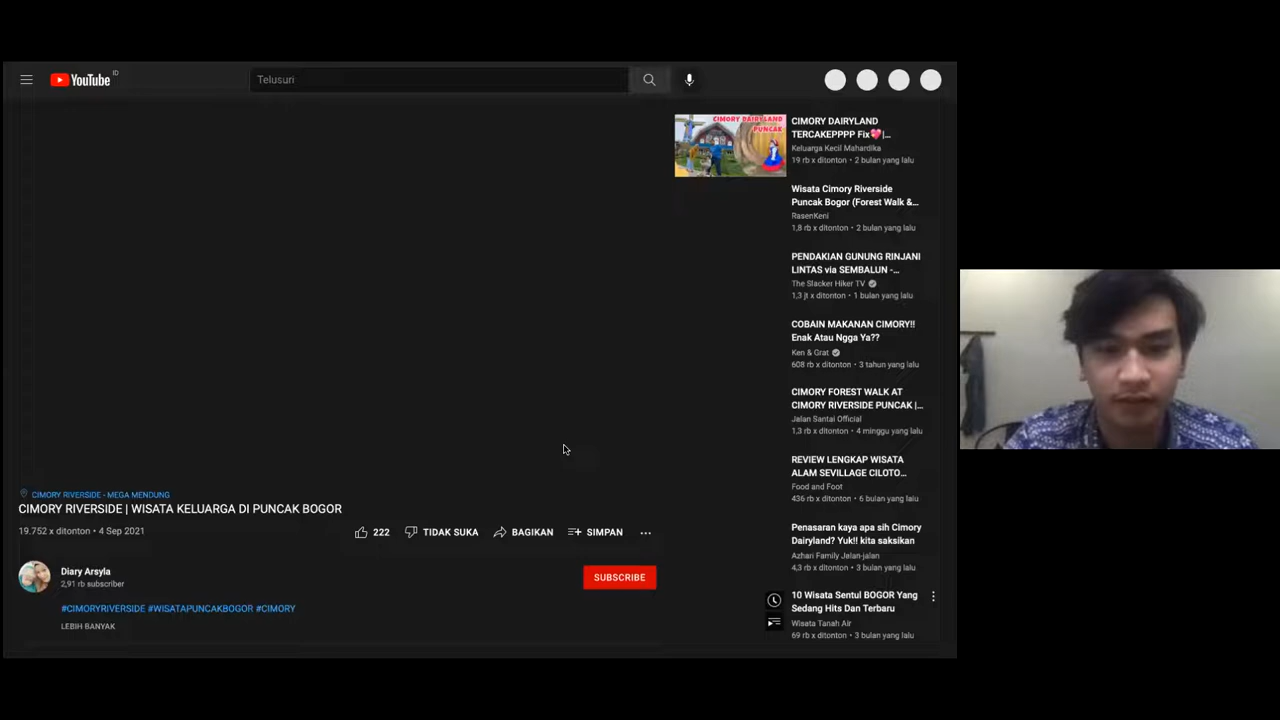 YouTube ID
Telusuri
CIMORY DAIRYLAND
PUNCAK
CIMORY DAIRYLAND
TERCAKEPPPP Fix💖|...
Keluarga Kecil Mahardika
19 rb x ditonton • 2 bulan yang lalu
Wisata Cimory Riverside
Puncak Bogor (Forest Walk &...
RasenKeni
1,8 rb x ditonton • 2 bulan yang lalu
PENDAKIAN GUNUNG RINJANI
LINTAS via SEMBALUN -...
The Slacker Hiker TV
1,3 jt x ditonton • 1 bulan yang lalu
COBAIN MAKANAN CIMORY!!
Enak Atau Ngga Ya??
Ken & Grat
608 rb x ditonton • 3 tahun yang lalu
CIMORY FOREST WALK AT
CIMORY RIVERSIDE PUNCAK |...
Jalan Santai Official
1,3 rb x ditonton • 4 minggu yang lalu
REVIEW LENGKAP WISATA
ALAM SEVILLAGE CILOTO...
Food and Foot
436 rb x ditonton • 6 bulan yang lalu
Penasaran kaya apa sih Cimory
Dairyland? Yuk!! kita saksikan
Azhari Family Jalan-jalan
4,3 rb x ditonton • 3 bulan yang lalu
10 Wisata Sentul BOGOR Yang
Sedang Hits Dan Terbaru
Wisata Tanah Air
69 rb x ditonton • 3 bulan yang lalu
CIMORY RIVERSIDE - MEGA MENDUNG
CIMORY RIVERSIDE | WISATA KELUARGA DI PUNCAK BOGOR
19.752 x ditonton • 4 Sep 2021
222 TIDAK SUKA BAGIKAN SIMPAN ...
Diary Arsyla
2,91 rb subscriber
SUBSCRIBE
#CIMORYRIVERSIDE #WISATAPUNCAKBOGOR #CIMORY
LEBIH BANYAK